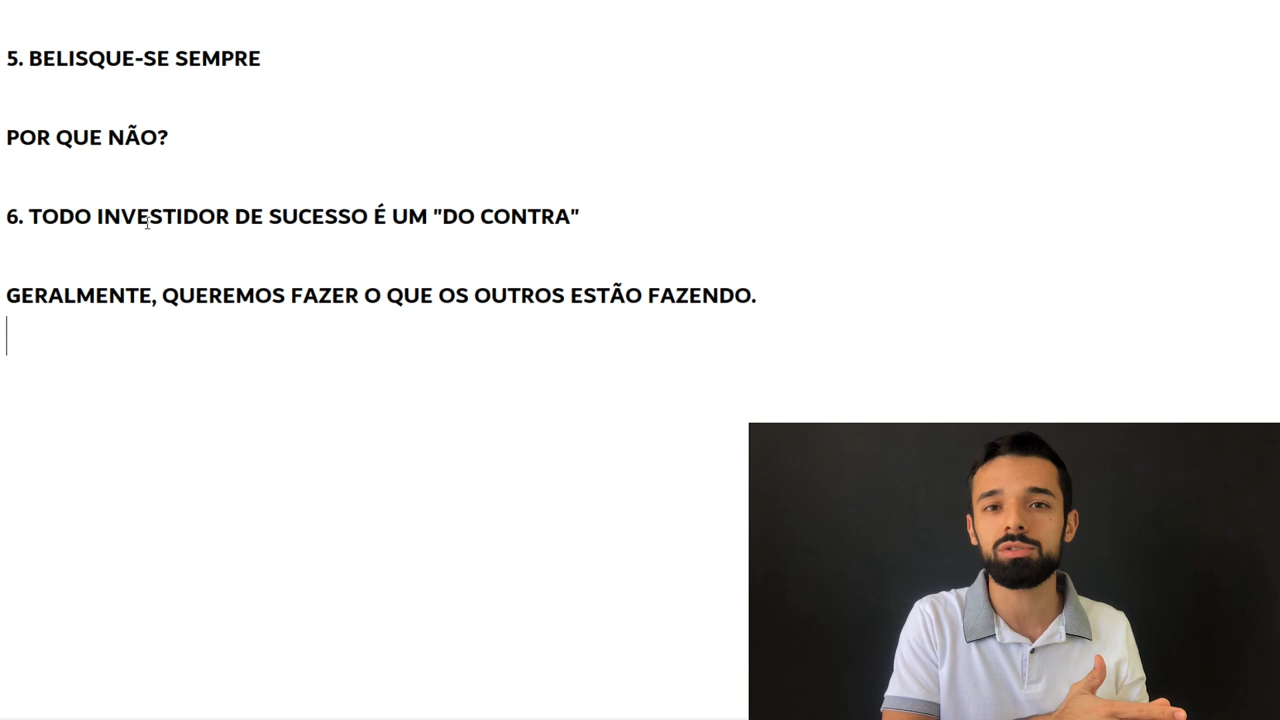 5. BELISQUE-SE SEMPRE
POR QUE NÃO?
6. TODO INVESTIDOR DE SUCESSO É UM "DO CONTRA"
GERALMENTE, QUEREMOS FAZER O QUE OS OUTROS ESTÃO FAZENDO.